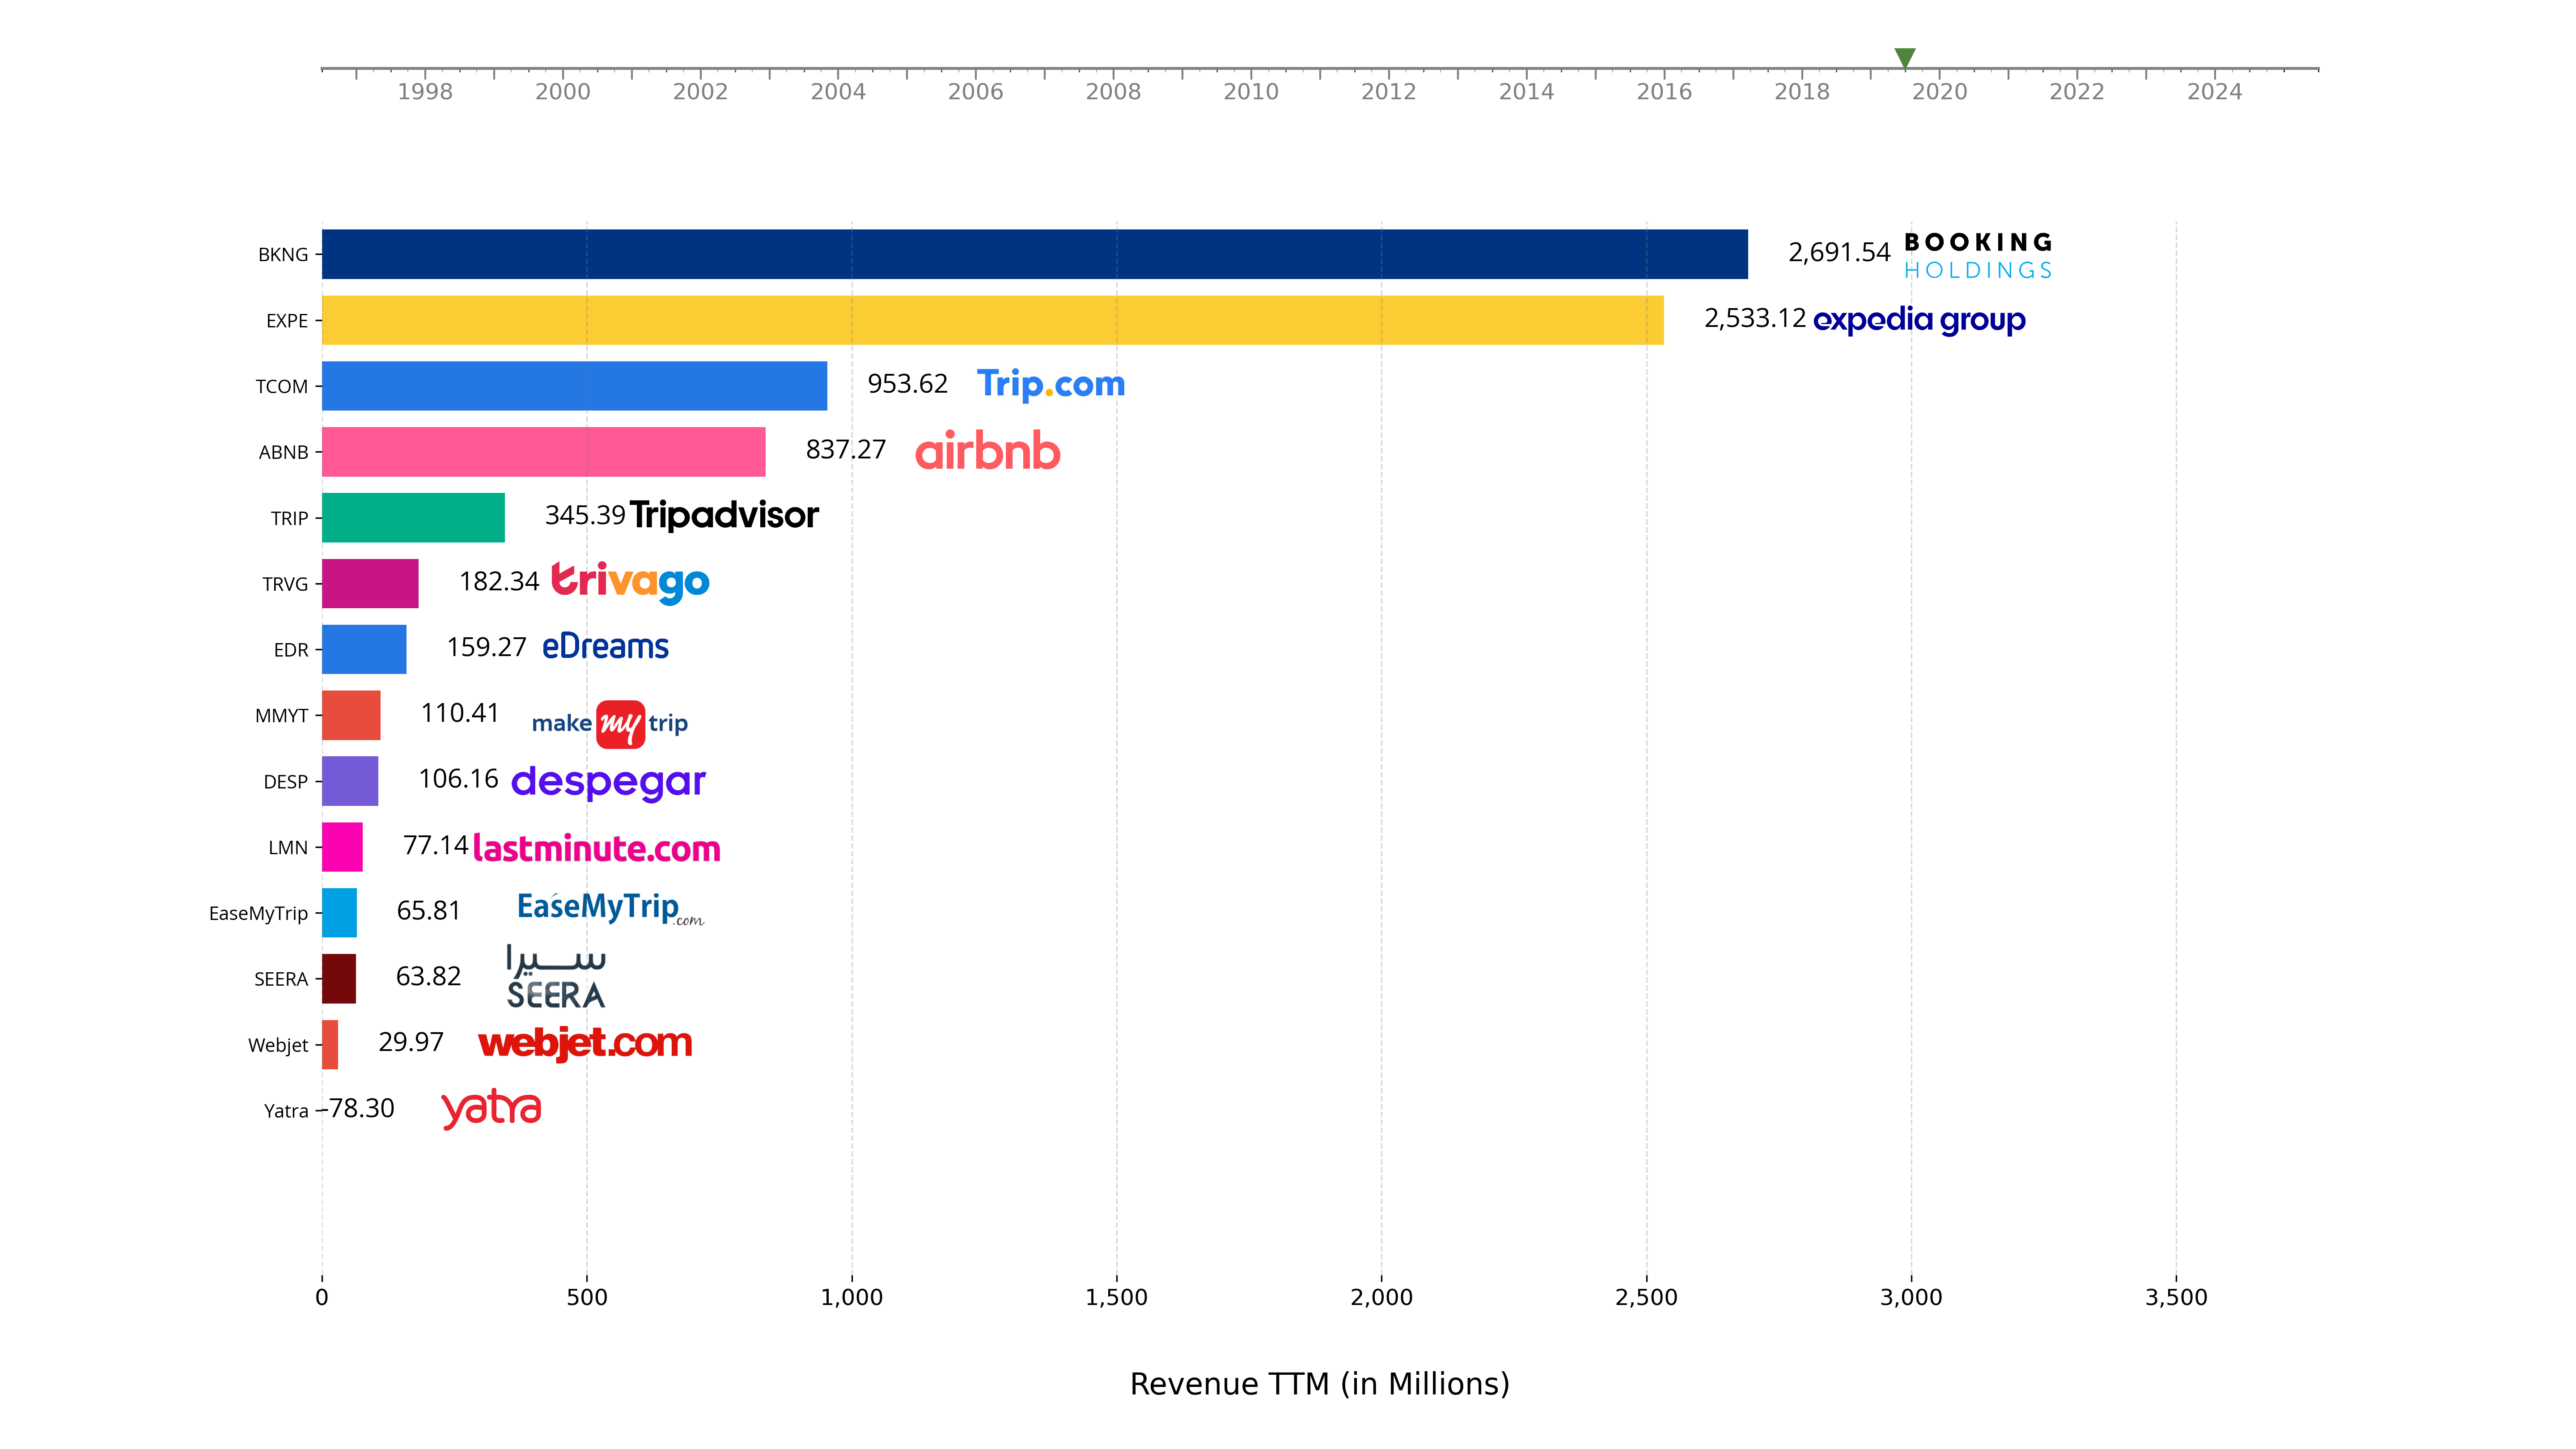 1998 2000 2002 2004 2006 2008 2010 2012 2014 2016 2018 2020 2022 2024
BKNG 2,691.54 BOOKING
HOLDINGS
EXPE 2,533.12 expedia group
TCOM 953.62 Trip.com
ABNB 837.27 airbnb
TRIP 345.39 Tripadvisor
TRVG 182.34 trivago
EDR 159.27 eDreams
MMYT 110.41 make my trip
DESP 106.16 despegar
LMN 77.14 lastminute.com
EaseMyTrip 65.81 EaseMyTrip.com
سيرا
SEERA 63.82 SEERA
Webjet 29.97 webjet.com
Yatra -78.30 yatra
0 500 1,000 1,500 2,000 2,500 3,000 3,500
Revenue TTM (in Millions)